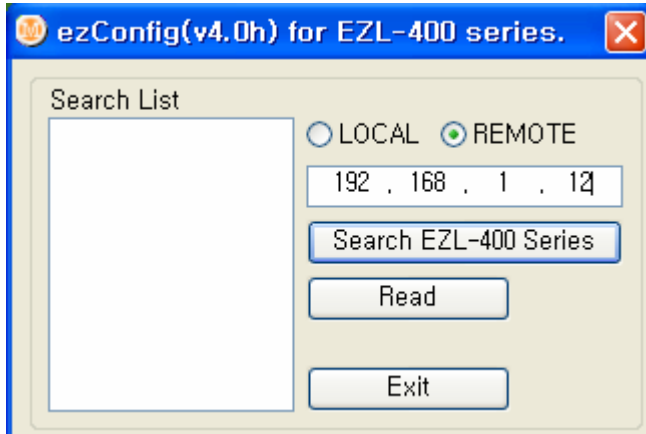 ezConfig(v4.0h) for EZL-400 series.
Search List
LOCAL REMOTE
192 . 168 . 1 . 12
Search EZL-400 Series
Read
Exit